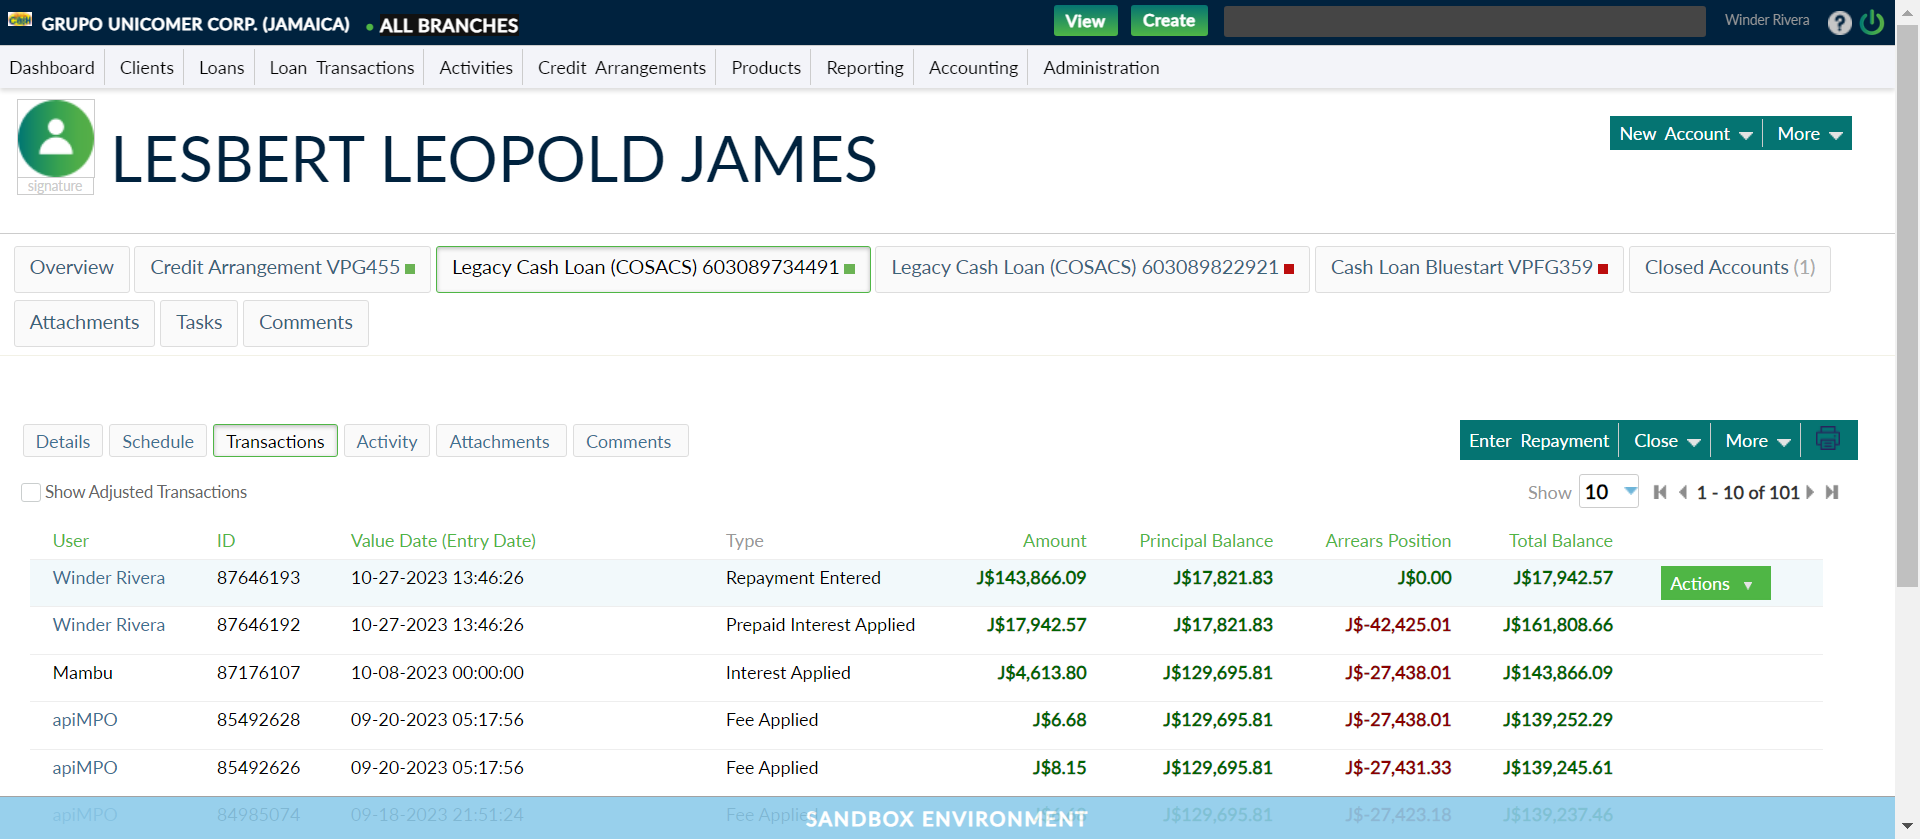 CaSH GRUPO UNICOMER CORP. (JAMAICA) ALL BRANCHES View Create Winder Rivera ?
Dashboard Clients Loans Loan Transactions Activities Credit Arrangements Products Reporting Accounting Administration
LESBERT LEOPOLD JAMES
signature
New Account More
Overview Credit Arrangement VPG455 Legacy Cash Loan (COSACS) 603089734491 Legacy Cash Loan (COSACS) 603089822921 Cash Loan Bluestart VPFG359 Closed Accounts (1)
Attachments Tasks Comments
Details Schedule Transactions Activity Attachments Comments Enter Repayment Close More
Show Adjusted Transactions Show 10 1 - 10 of 101
User ID Value Date (Entry Date) Type Amount Principal Balance Arrears Position Total Balance
Winder Rivera 87646193 10-27-2023 13:46:26 Repayment Entered J$143,866.09 J$17,821.83 J$0.00 J$17,942.57 Actions
Winder Rivera 87646192 10-27-2023 13:46:26 Prepaid Interest Applied J$17,942.57 J$17,821.83 J$-42,425.01 J$161,808.66
Mambu 87176107 10-08-2023 00:00:00 Interest Applied J$4,613.80 J$129,695.81 J$-27,438.01 J$143,866.09
apiMPO 85492628 09-20-2023 05:17:56 Fee Applied J$6.68 J$129,695.81 J$-27,438.01 J$139,252.29
apiMPO 85492626 09-20-2023 05:17:56 Fee Applied J$8.15 J$129,695.81 J$-27,431.33 J$139,245.61
apiMPO 84985074 09-18-2023 21:51:24 Fee Applied J$129,695.81 J$-27,423.18 J$139,237.46
SANDBOX ENVIRONMENT